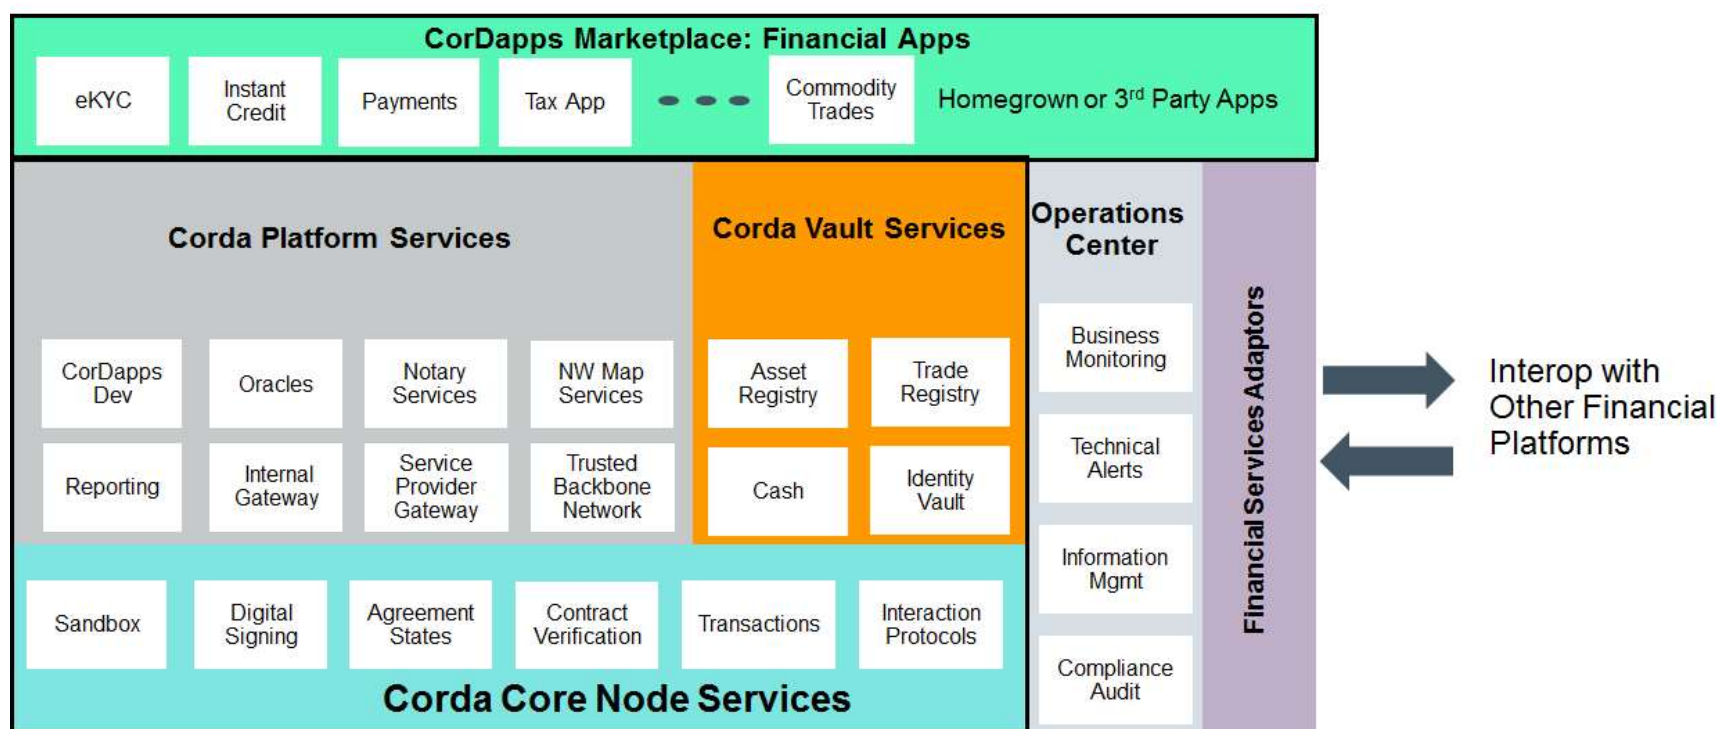 CorDapps Marketplace: Financial Apps
eKYC
Instant
Credit
Payments
Tax App
Commodity
Trades
Homegrown or 3rd Party Apps
Corda Platform Services
CorDapps
Dev
Oracles
Notary
Services
NW Map
Services
Reporting
Internal
Gateway
Service
Provider
Gateway
Trusted
Backbone
Network
Corda Vault Services
Asset
Registry
Trade
Registry
Cash
Identity
Vault
Operations
Center
Business
Monitoring
Technical
Alerts
Information
Mgmt
Compliance
Audit
Financial Services Adaptors
Interop with
Other Financial
Platforms
Sandbox
Digital
Signing
Agreement
States
Contract
Verification
Transactions
Interaction
Protocols
Corda Core Node Services